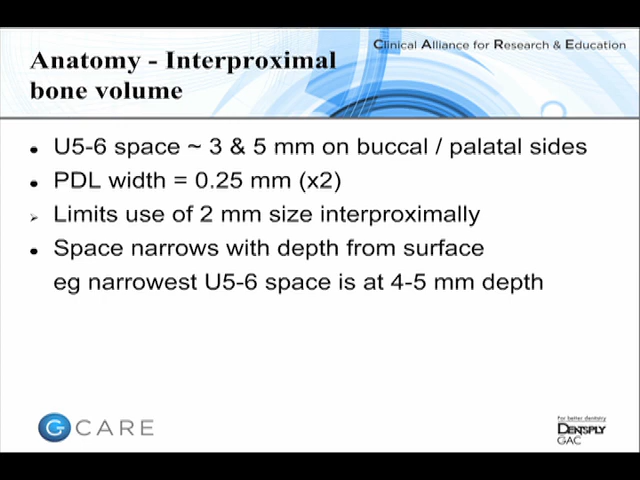 Clinical Alliance for Research & Education
Anatomy - Interproximal
bone volume
• U5-6 space ~ 3 & 5 mm on buccal / palatal sides
• PDL width = 0.25 mm (x2)
➢ Limits use of 2 mm size interproximally
• Space narrows with depth from surface
eg narrowest U5-6 space is at 4-5 mm depth
G CARE
For better dentistry
DENTSPLY
GAC